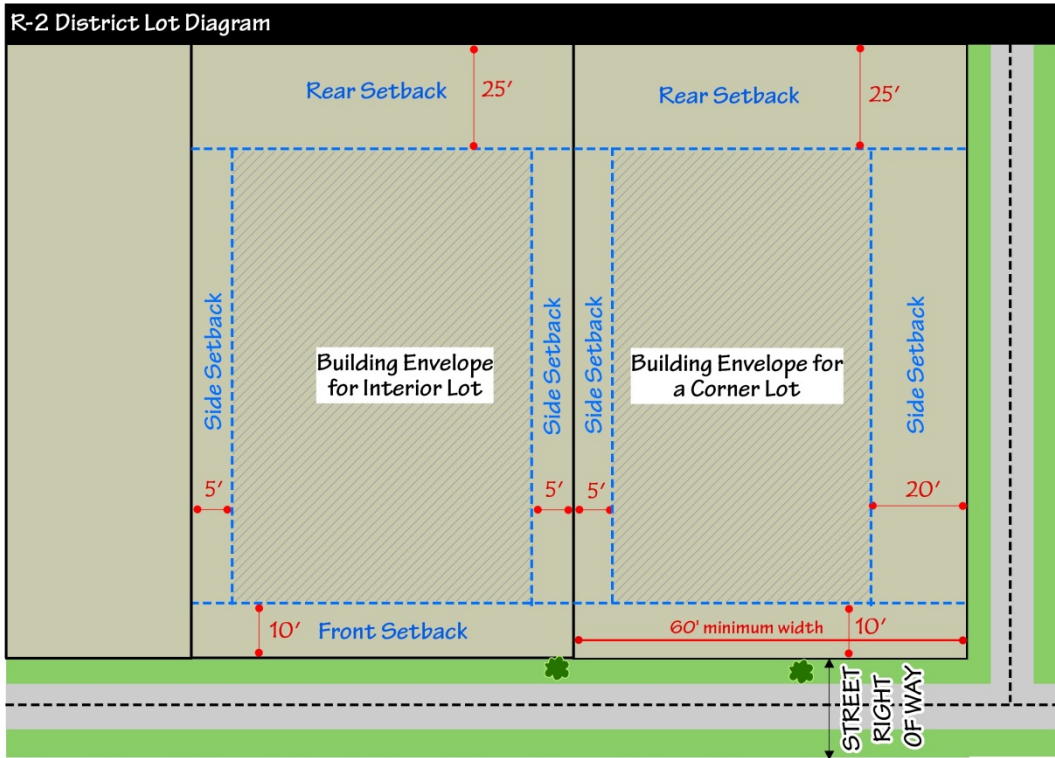 R-2 District Lot Diagram
Rear Setback
25'
Rear Setback
25'
Side Setback
Building Envelope
for Interior Lot
Side Setback
Side Setback
Building Envelope for
a Corner Lot
Side Setback
5'
5'
5'
20'
10'
Front Setback
60' minimum width
10'
STREET
RIGHT
OF WAY